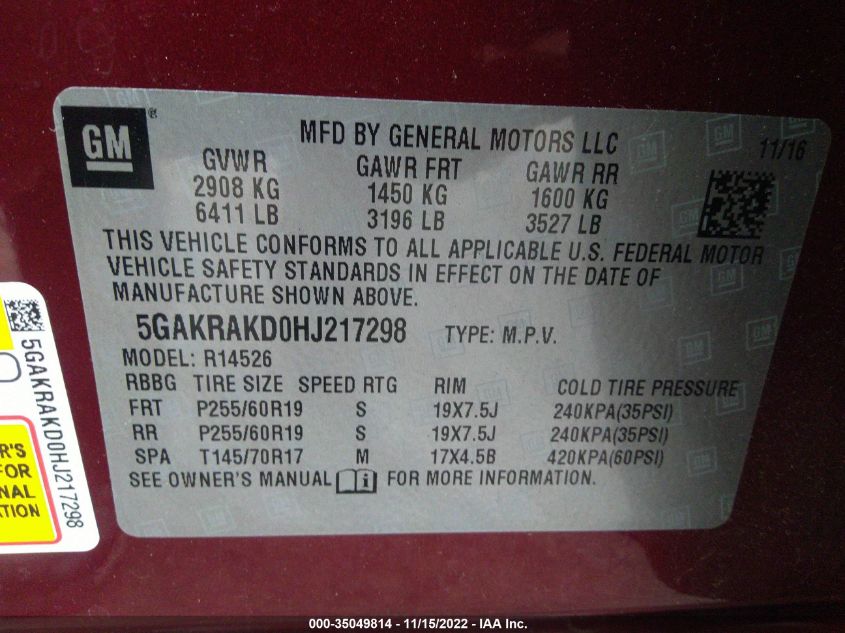 GM
®
MFD BY GENERAL MOTORS LLC
11/16
GVWR GAWR FRT GAWR RR
2908 KG 1450 KG 1600 KG
6411 LB 3196 LB 3527 LB
THIS VEHICLE CONFORMS TO ALL APPLICABLE U.S. FEDERAL MOTOR
VEHICLE SAFETY STANDARDS IN EFFECT ON THE DATE OF
MANUFACTURE SHOWN ABOVE.
5GAKRAKD0HJ217298 TYPE: M.P.V.
MODEL: R14526
RBBG TIRE SIZE SPEED RTG RIM COLD TIRE PRESSURE
FRT P255/60R19 S 19X7.5J 240KPA(35PSI)
RR P255/60R19 S 19X7.5J 240KPA(35PSI)
SPA T145/70R17 M 17X4.5B 420KPA(60PSI)
SEE OWNER'S MANUAL i FOR MORE INFORMATION.
5GAKRAKD0HJ217298
R'S
FOR
NAL
ATION
000-35049814 - 11/15/2022 - IAA Inc.